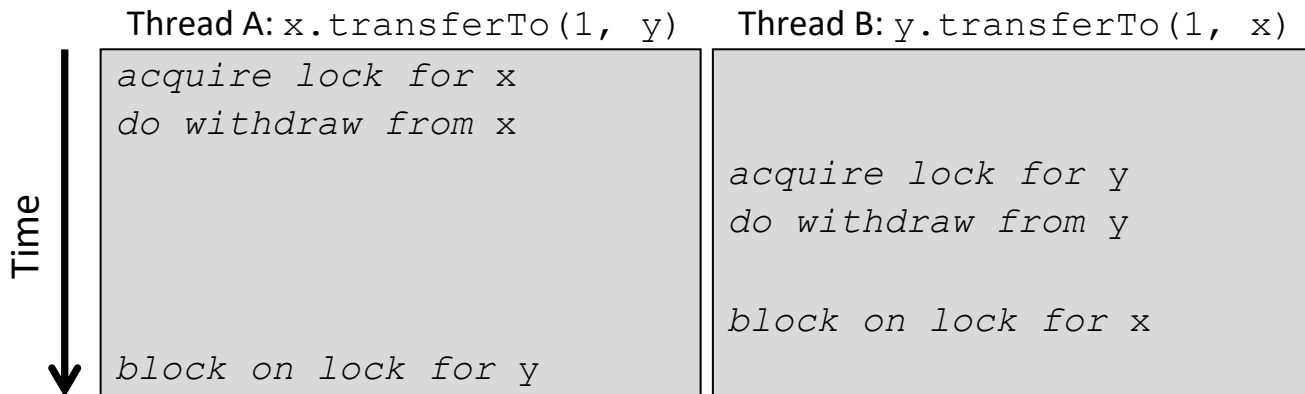 Thread A: x.transferTo(1, y)
Thread B: y.transferTo(1, x)
Time
acquire lock for x
do withdraw from x
block on lock for y
acquire lock for y
do withdraw from y
block on lock for x